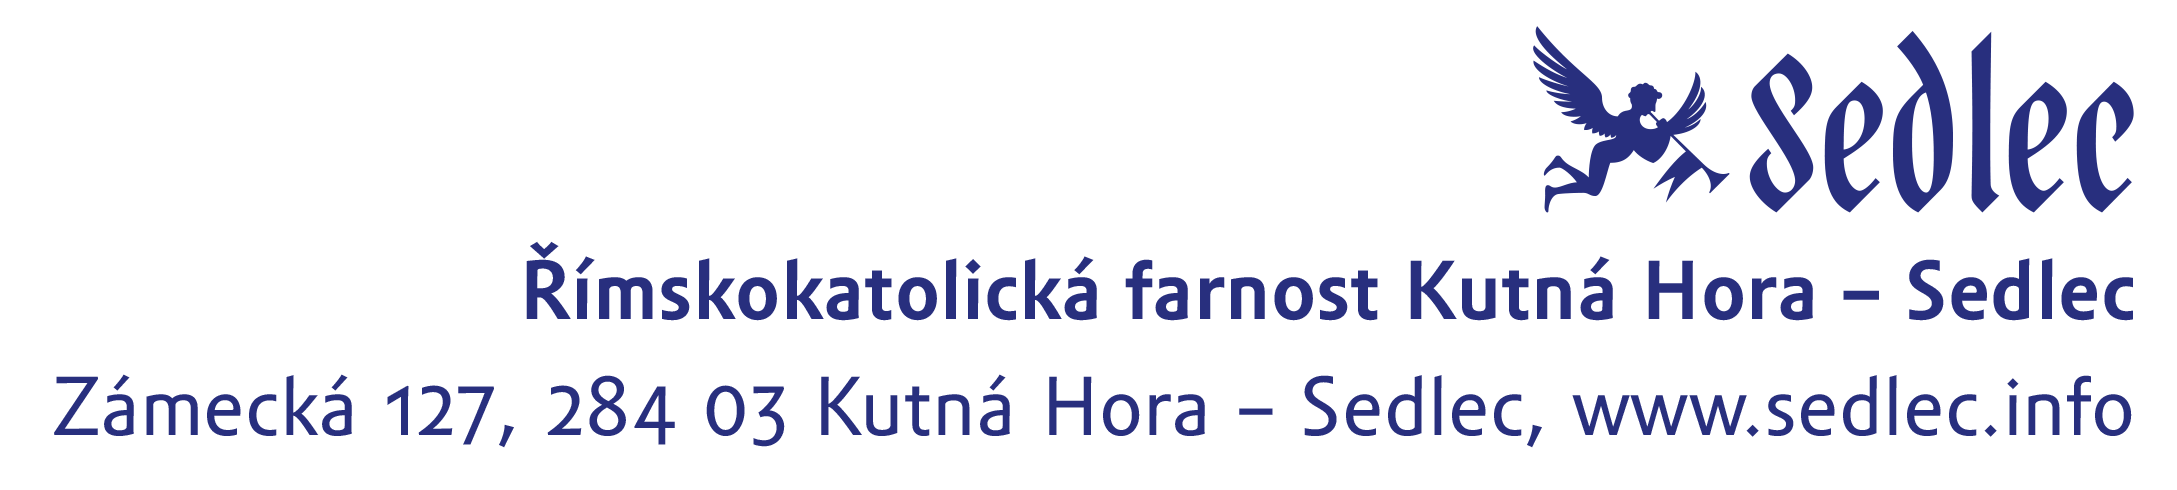 Sedlec
Římskokatolická farnost Kutná Hora – Sedlec
Zámecká 127, 284 03 Kutná Hora – Sedlec, www.sedlec.info